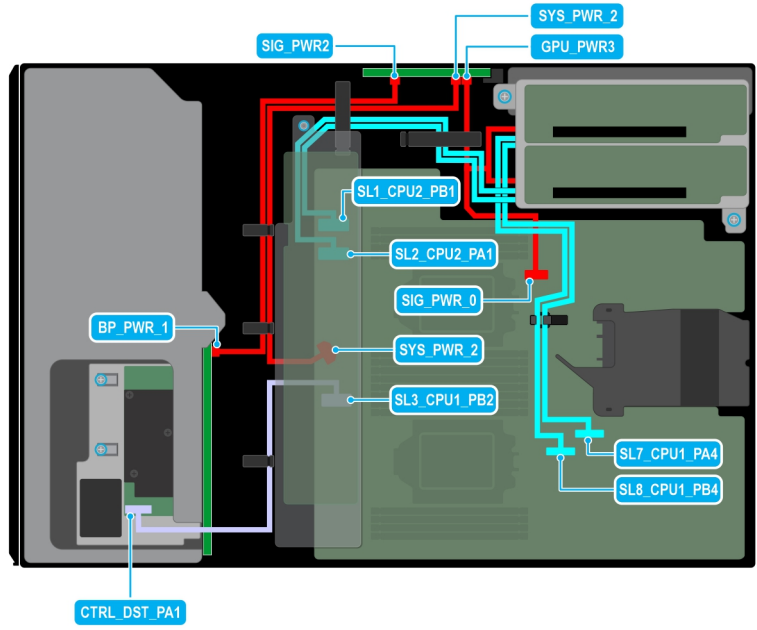 SYS_PWR_2
SIG_PWR2
GPU_PWR3
SL1_CPU2_PB1
SL2_CPU2_PA1
SIG_PWR_0
BP_PWR_1
SYS_PWR_2
SL3_CPU1_PB2
SL7_CPU1_PA4
SL8_CPU1_PB4
CTRL_DST_PA1